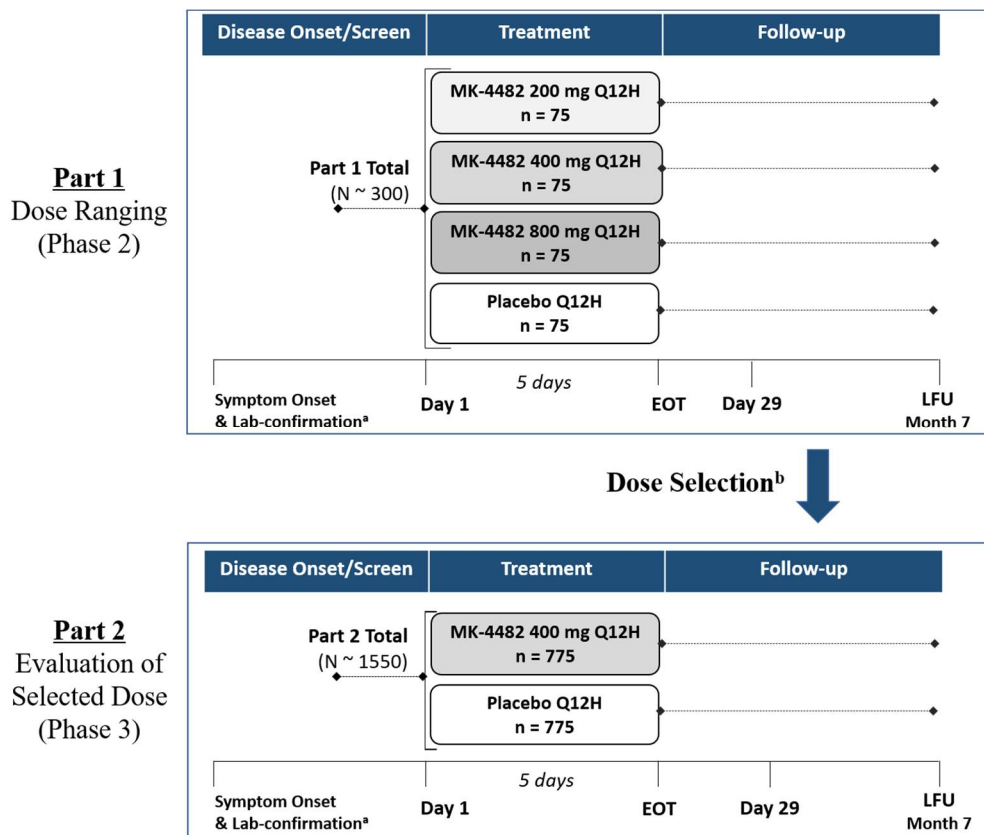 Disease Onset/Screen
Treatment
Follow-up
Part 1
Dose Ranging
(Phase 2)
Part 1 Total
(N ~ 300)
MK-4482 200 mg Q12H
n = 75
MK-4482 400 mg Q12H
n = 75
MK-4482 800 mg Q12H
n = 75
Placebo Q12H
n = 75
5 days
Symptom Onset
& Lab-confirmationᵃ
Day 1
EOT
Day 29
LFU
Month 7
Dose Selectionᵇ
Disease Onset/Screen
Treatment
Follow-up
Part 2
Evaluation of
Selected Dose
(Phase 3)
Part 2 Total
(N ~ 1550)
MK-4482 400 mg Q12H
n = 775
Placebo Q12H
n = 775
5 days
Symptom Onset
& Lab-confirmationᵃ
Day 1
EOT
Day 29
LFU
Month 7